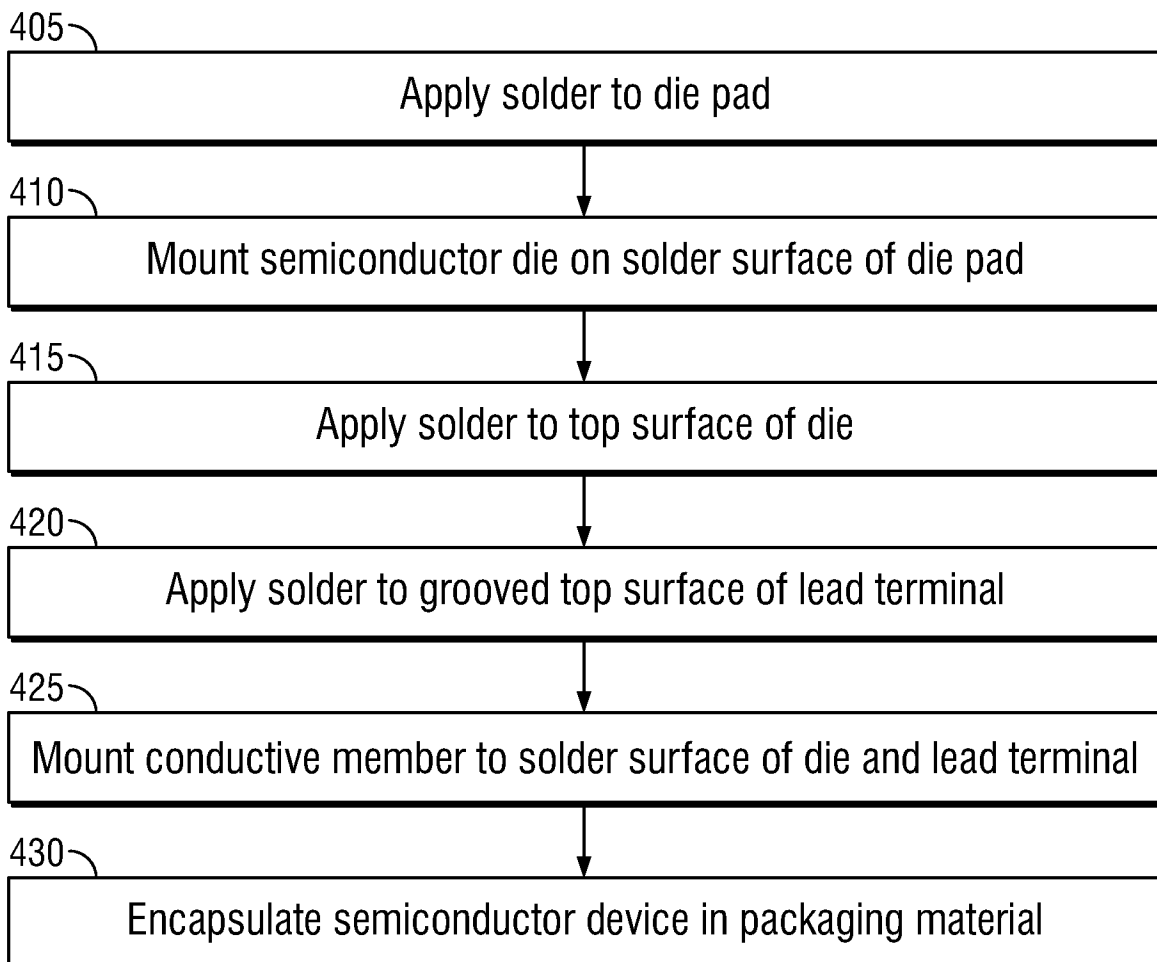 405
Apply solder to die pad
410
Mount semiconductor die on solder surface of die pad
415
Apply solder to top surface of die
420
Apply solder to grooved top surface of lead terminal
425
Mount conductive member to solder surface of die and lead terminal
430
Encapsulate semiconductor device in packaging material